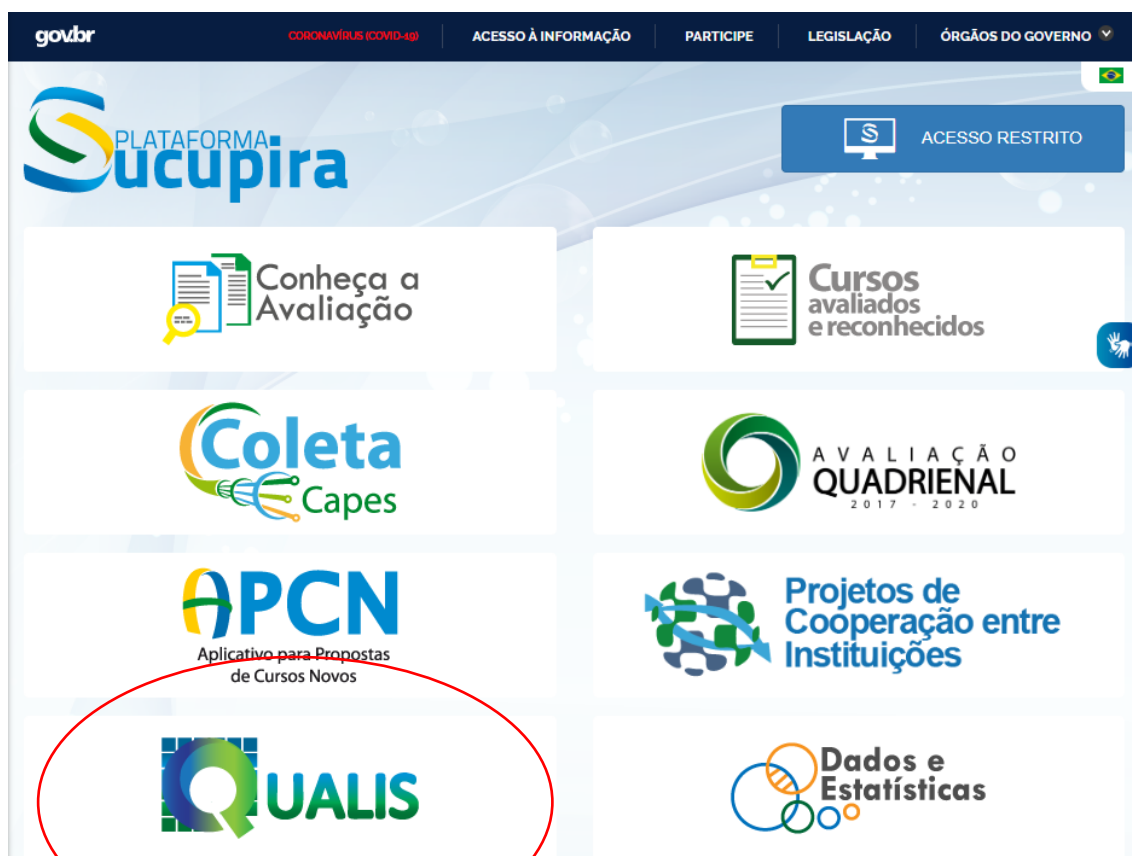 gov.br
CORONAVÍRUS (COVID-19)
ACESSO À INFORMAÇÃO
PARTICIPE
LEGISLAÇÃO
ÓRGÃOS DO GOVERNO
PLATAFORMA
Sucupira
S
ACESSO RESTRITO
Conheça a
Avaliação
Cursos
avaliados
e reconhecidos
Coleta
Capes
AVALIAÇÃO
QUADRIENAL
2017 - 2020
APCN
Aplicativo para Propostas
de Cursos Novos
Projetos de
Cooperação entre
Instituições
QUALIS
Dados e
Estatísticas